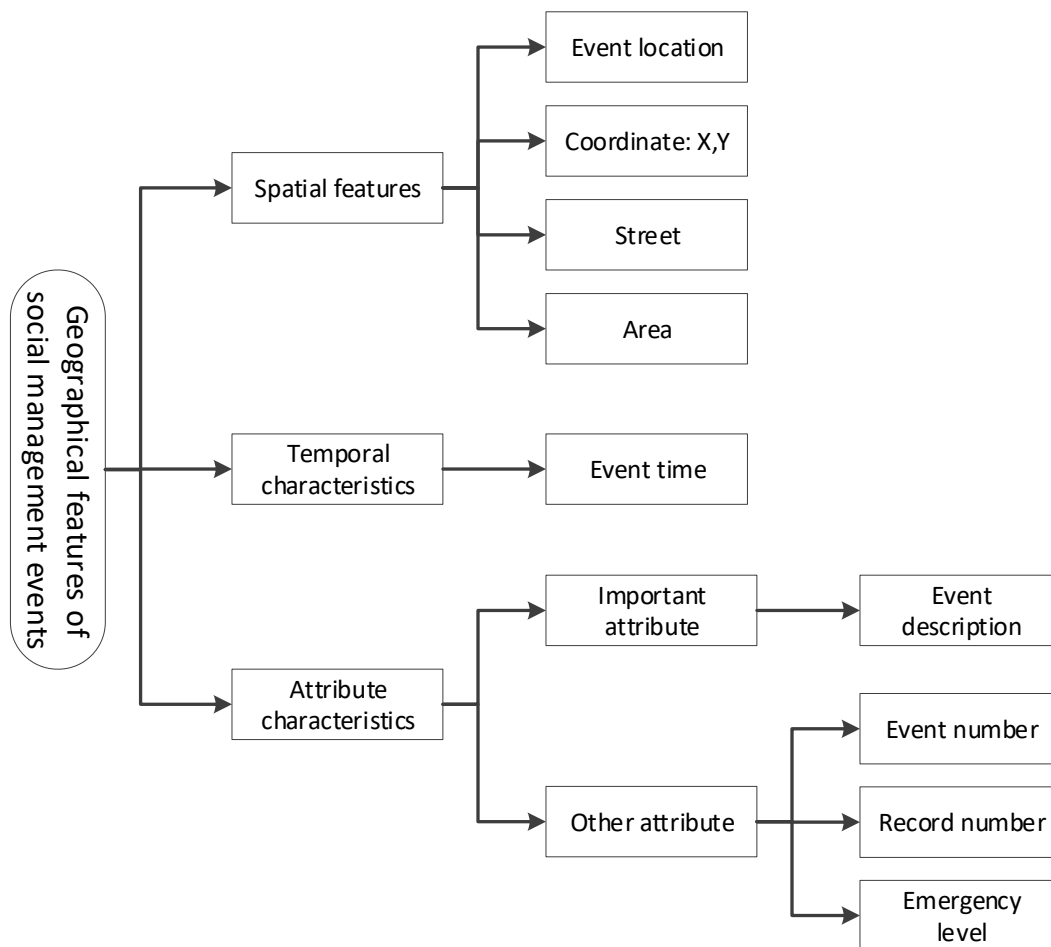 Geographical features of
social management events
Spatial features
Event location
Coordinate: X,Y
Street
Area
Temporal
characteristics
Event time
Attribute
characteristics
Important
attribute
Event
description
Other attribute
Event number
Record number
Emergency
level